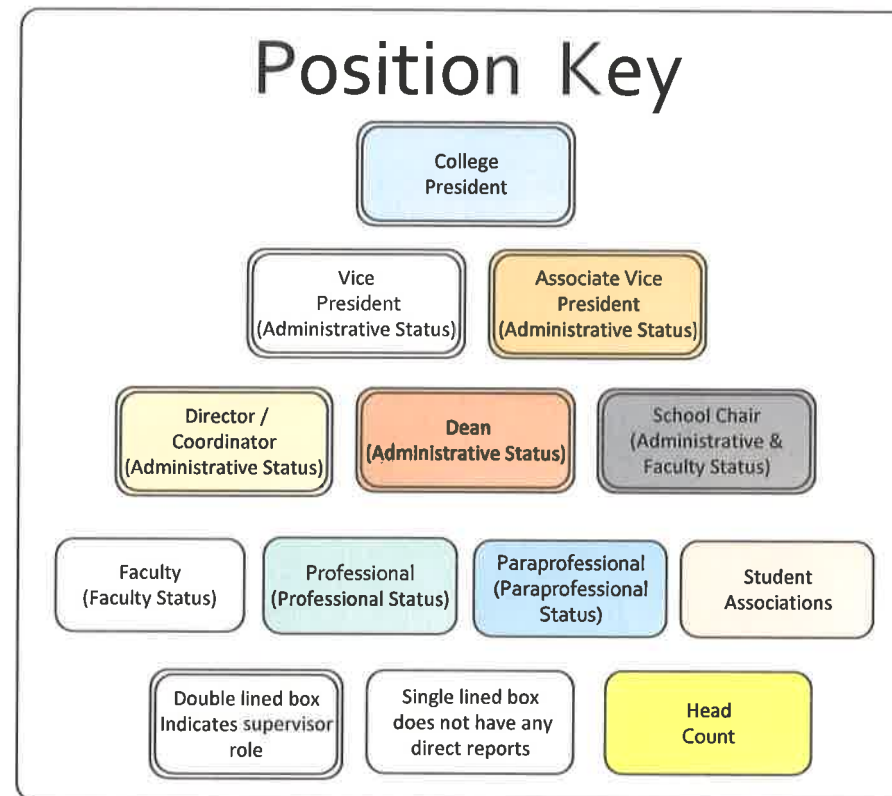 Position Key
College
President
Vice
President
(Administrative Status)
Associate Vice
President
(Administrative Status)
Director /
Coordinator
(Administrative Status)
Dean
(Administrative Status)
School Chair
(Administrative &
Faculty Status)
Faculty
(Faculty Status)
Professional
(Professional Status)
Paraprofessional
(Paraprofessional
Status)
Student
Associations
Double lined box
Indicates supervisor
role
Single lined box
does not have any
direct reports
Head
Count